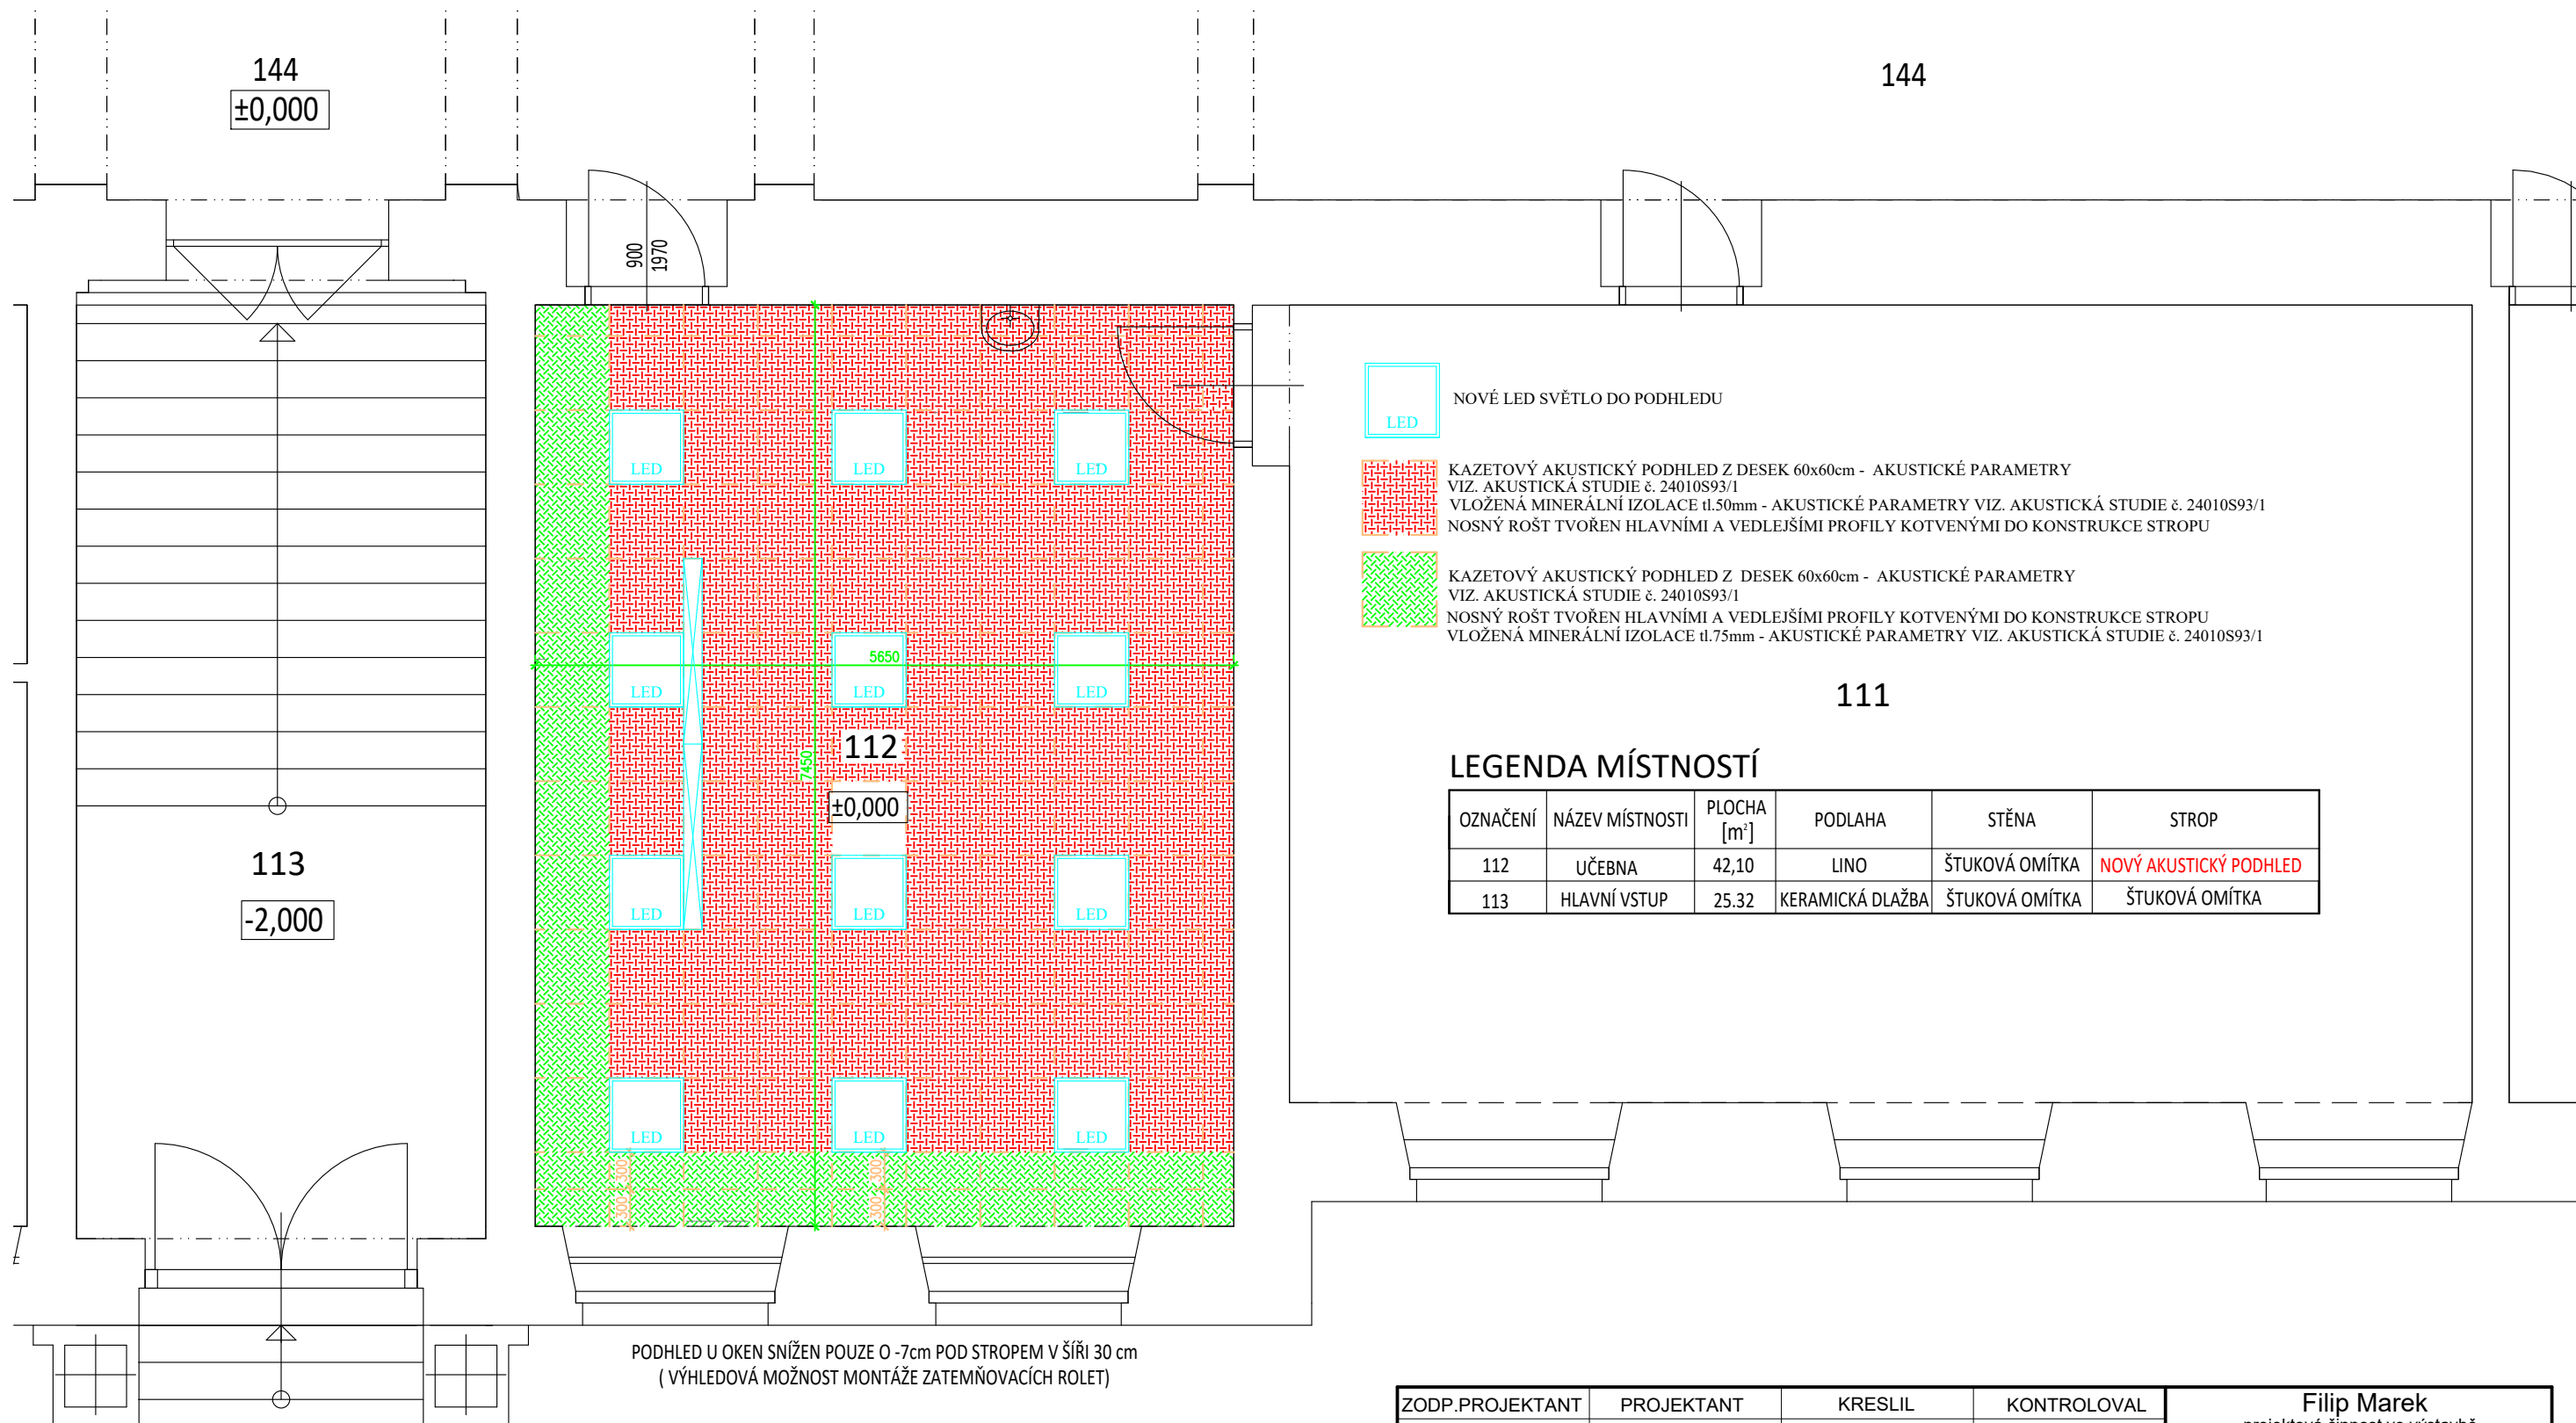 144
±0,000
144
900
1970
LED
NOVÉ LED SVĚTLO DO PODHLEDU
KAZETOVÝ AKUSTICKÝ PODHLED Z DESEK 60x60cm - AKUSTICKÉ PARAMETRY
VIZ. AKUSTICKÁ STUDIE č. 24010S93/1
VLOŽENÁ MINERÁLNÍ IZOLACE tl.50mm - AKUSTICKÉ PARAMETRY VIZ. AKUSTICKÁ STUDIE č. 24010S93/1
NOSNÝ ROŠT TVOŘEN HLAVNÍMI A VEDLEJŠÍMI PROFILY KOTVENÝMI DO KONSTRUKCE STROPU
KAZETOVÝ AKUSTICKÝ PODHLED Z DESEK 60x60cm - AKUSTICKÉ PARAMETRY
VIZ. AKUSTICKÁ STUDIE č. 24010S93/1
NOSNÝ ROŠT TVOŘEN HLAVNÍMI A VEDLEJŠÍMI PROFILY KOTVENÝMI DO KONSTRUKCE STROPU
VLOŽENÁ MINERÁLNÍ IZOLACE tl.75mm - AKUSTICKÉ PARAMETRY VIZ. AKUSTICKÁ STUDIE č. 24010S93/1
LED LED LED
5650
LED LED LED
7450
112
±0,000
LED LED LED
LED LED LED
300 300
300 300
111
113
-2,000
LEGENDA MÍSTNOSTÍ
OZNAČENÍ NÁZEV MÍSTNOSTI PLOCHA [m²] PODLAHA STĚNA STROP
112 UČEBNA 42,10 LINO ŠTUKOVÁ OMÍTKA NOVÝ AKUSTICKÝ PODHLED
113 HLAVNÍ VSTUP 25.32 KERAMICKÁ DLAŽBA ŠTUKOVÁ OMÍTKA ŠTUKOVÁ OMÍTKA
PODHLED U OKEN SNÍŽEN POUZE O -7cm POD STROPEM V ŠÍŘI 30 cm
( VÝHLEDOVÁ MOŽNOST MONTÁŽE ZATEMŇOVACÍCH ROLET)
ZODP.PROJEKTANT PROJEKTANT KRESLIL KONTROLOVAL Filip Marek
projektová činnost ve výstavbě